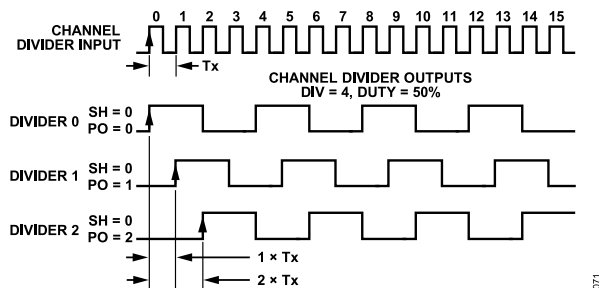 0 1 2 3 4 5 6 7 8 9 10 11 12 13 14 15
CHANNEL
DIVIDER INPUT
Tx
CHANNEL DIVIDER OUTPUTS
DIV = 4, DUTY = 50%
DIVIDER 0 SH = 0
PO = 0
DIVIDER 1 SH = 0
PO = 1
DIVIDER 2 SH = 0
PO = 2
1 × Tx
2 × Tx
071